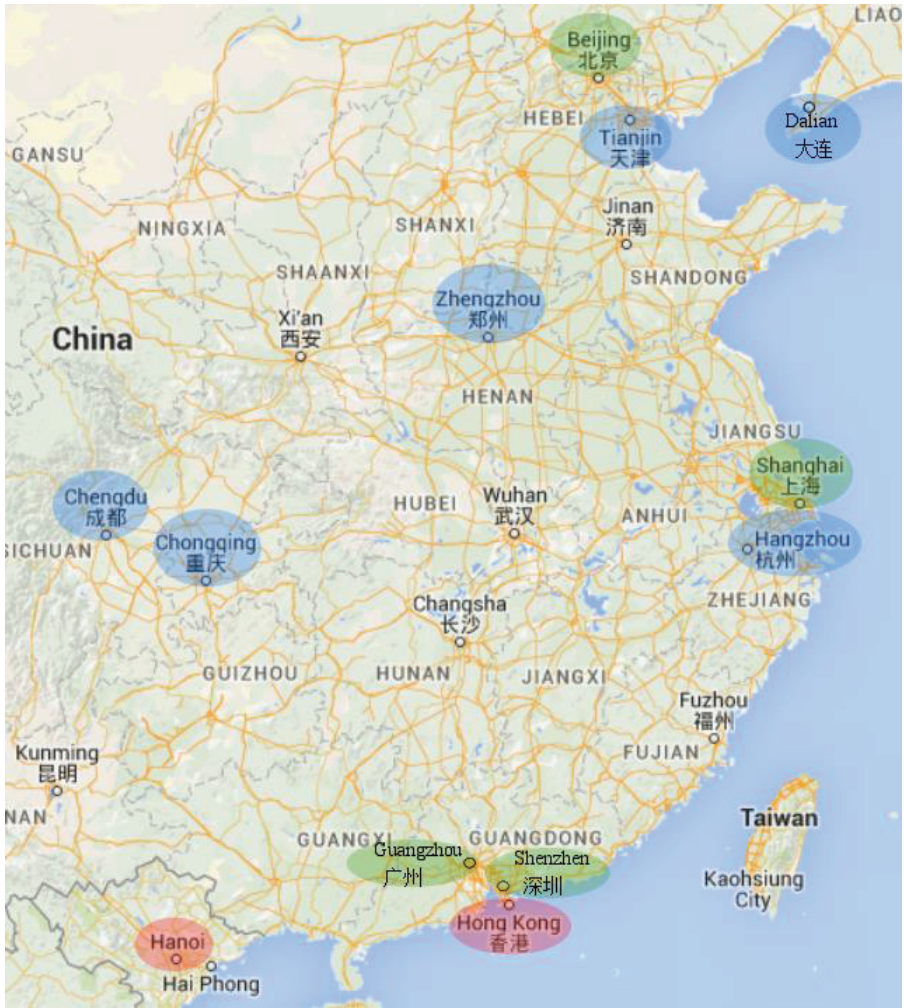 LIAO
Beijing
北京
HEBEI
Tianjin
天津
Dalian
大连
GANSU
NINGXIA
SHANXI
Jinan
济南
SHAANXI
SHANDONG
Zhengzhou
郑州
Xi'an
西安
China
HENAN
JIANGSU
Shanghai
上海
Chengdu
成都
HUBEI
Wuhan
武汉
ANHUI
SICHUAN
Chongqing
重庆
Hangzhou
杭州
ZHEJIANG
Changsha
长沙
GUIZHOU
HUNAN
JIANGXI
Fuzhou
福州
FUJIAN
Kunming
昆明
NAN
Taiwan
GUANGXI
GUANGDONG
Guangzhou
广州
Shenzhen
深圳
Kaohsiung
City
Hong Kong
香港
Hanoi
Hai Phong